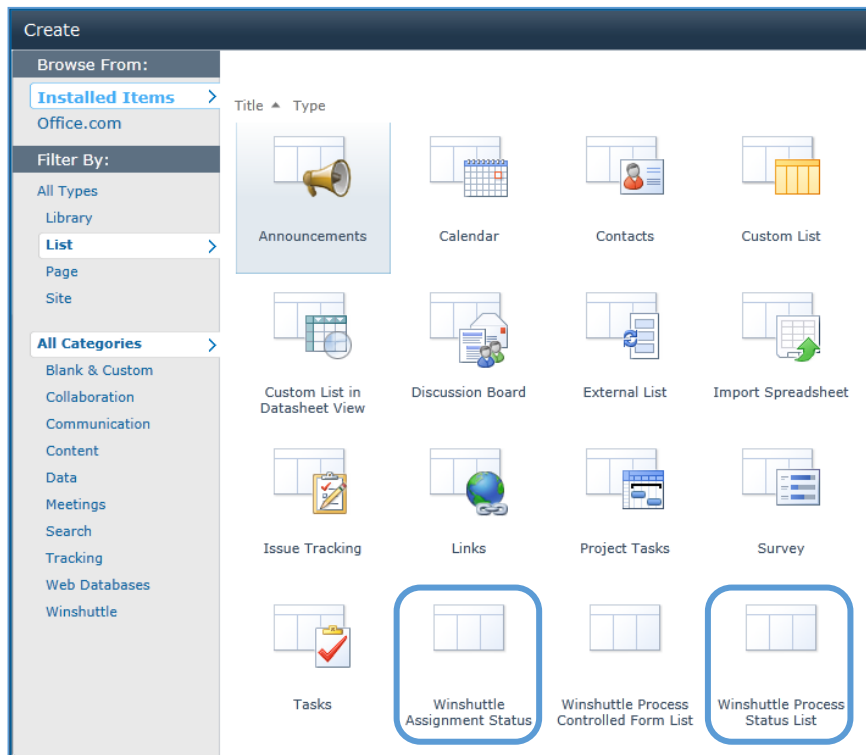 Create
Browse From:
Installed Items
Office.com
Filter By:
All Types
Library
List
Page
Site
All Categories
Blank & Custom
Collaboration
Communication
Content
Data
Meetings
Search
Tracking
Web Databases
Winshuttle
Title Type
Announcements
Calendar
Contacts
Custom List
Custom List in
Datasheet View
Discussion Board
External List
Import Spreadsheet
Issue Tracking
Links
Project Tasks
Survey
Tasks
Winshuttle
Assignment Status
Winshuttle Process
Controlled Form List
Winshuttle Process
Status List